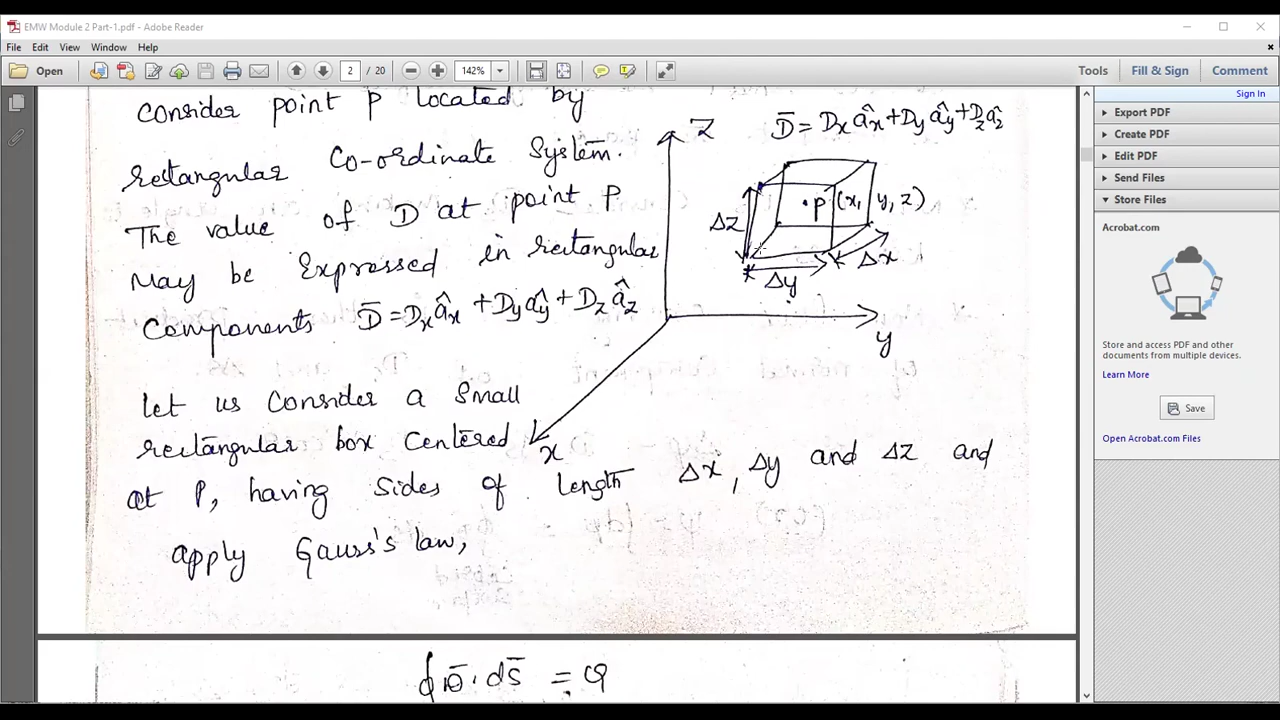 EMW Module 2 Part-1.pdf - Adobe Reader
File Edit View Window Help
Open 2 / 20 142% Tools Fill & Sign Comment
Sign In
Export PDF
Create PDF
Edit PDF
Send Files
Store Files
Acrobat.com
Store and access PDF and other
documents from multiple devices.
Learn More
Save
Open Acrobat.com Files
Consider point P located by
rectangular Co-ordinate System.
The value of D at point P
May be Expressed in rectangular
Components D̄ = Dx âx + Dy ây + Dz âz
Z
D̄ = Dx âx + Dy ây + Dz âz
P (x, y, z)
Δz
Δx
Δy
y
x
Let us Consider a Small
rectangular box Centered
at P, having Sides of length Δx, Δy and Δz and
apply Gauss's law,
∮ D̄ . ds̄ = Q